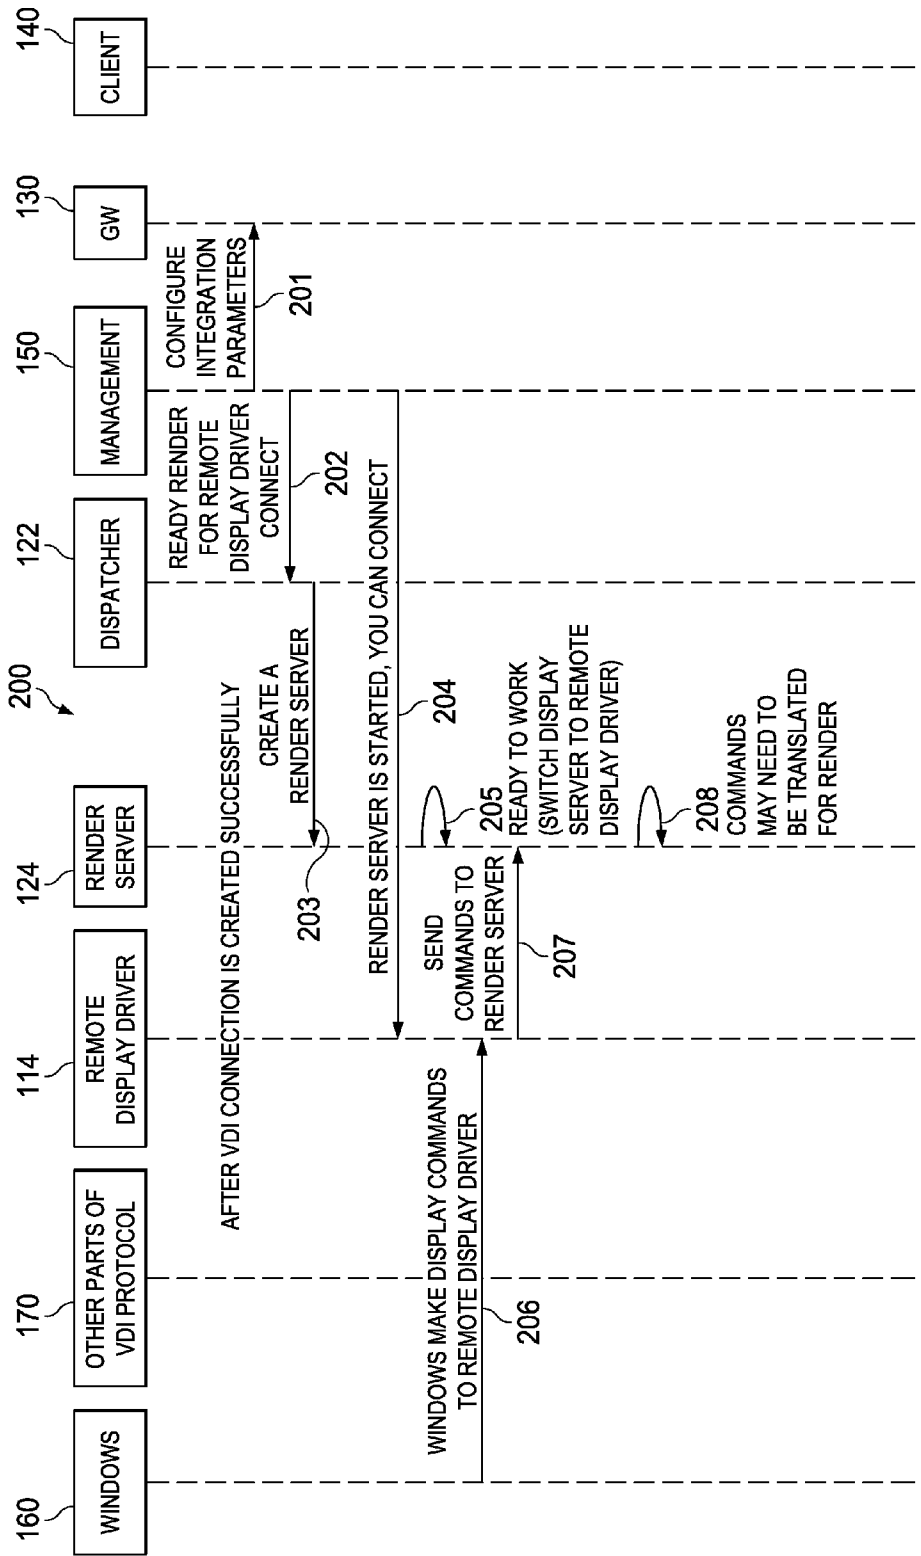 200
160
170
114
124
122
150
130
140
WINDOWS
OTHER PARTS OF
VDI PROTOCOL
REMOTE
DISPLAY DRIVER
RENDER
SERVER
DISPATCHER
MANAGEMENT
GW
CLIENT
CONFIGURE
INTEGRATION
PARAMETERS
201
READY RENDER
FOR REMOTE
DISPLAY DRIVER
CONNECT
202
AFTER VDI CONNECTION IS CREATED SUCCESSFULLY
CREATE A
RENDER SERVER
203
RENDER SERVER IS STARTED, YOU CAN CONNECT
204
205
READY TO WORK
(SWITCH DISPLAY
SERVER TO REMOTE
DISPLAY DRIVER)
WINDOWS MAKE DISPLAY COMMANDS
TO REMOTE DISPLAY DRIVER
206
SEND
COMMANDS TO
RENDER SERVER
207
208
COMMANDS
MAY NEED TO
BE TRANSLATED
FOR RENDER